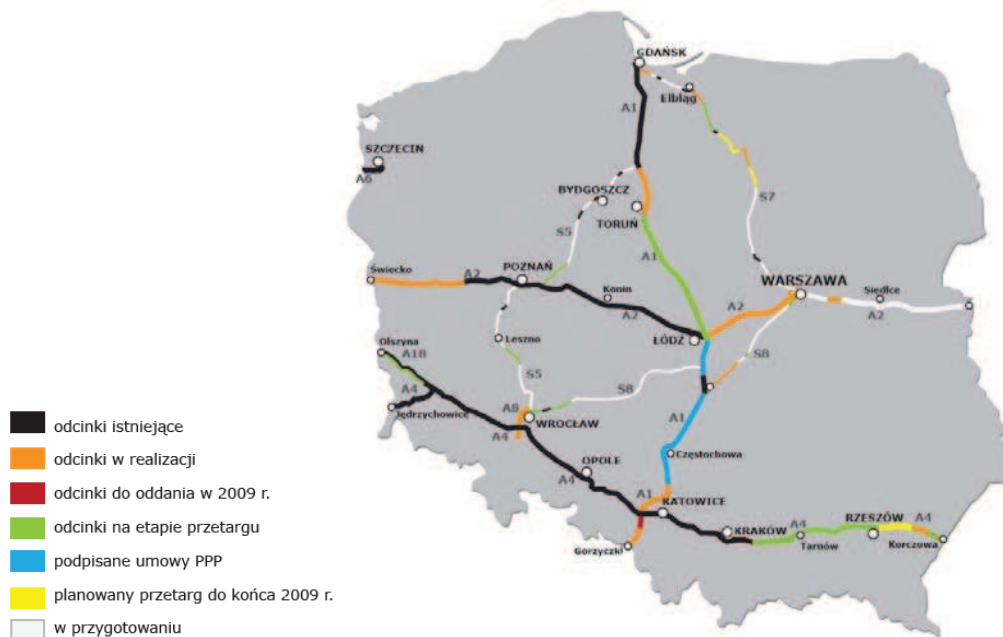 GDAŃSK
Elbląg
A1
SZCZECIN
A6
BYDGOSZCZ
TORUŃ
S7
S5
A1
Świecko
A2
POZNAŃ
Konin
WARSZAWA
Siedlce
A2
A2
A2
ŁÓDŹ
Olszyna
A18
Leszno
S8
S5
S8
A4
Jędrzychowice
A8
WROCŁAW
A4
A1
Częstochowa
OPOLE
A4
A1
KATOWICE
KRAKÓW
A4
RZESZÓW
A4
Tarnów
Korczowa
Gorzyczki
odcinki istniejące
odcinki w realizacji
odcinki do oddania w 2009 r.
odcinki na etapie przetargu
podpisane umowy PPP
planowany przetarg do końca 2009 r.
w przygotowaniu